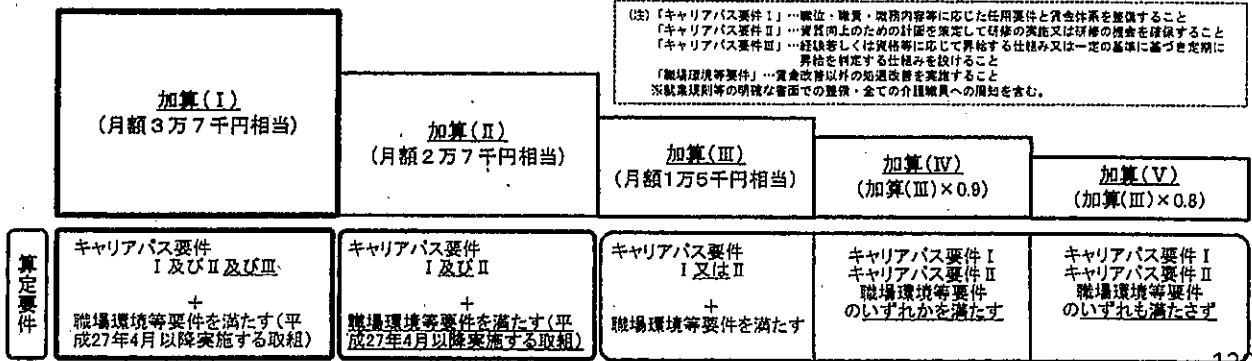 (注)「キャリアパス要件Ⅰ」…職位・職責・職務内容等に応じた任用要件と賃金体系を整備すること
「キャリアパス要件Ⅱ」…資質向上のための計画を策定して研修の実施又は研修の機会を確保すること
「キャリアパス要件Ⅲ」…経験若しくは資格等に応じて昇給する仕組み又は一定の基準に基づき定期に
昇給を判定する仕組みを設けること
「職場環境等要件」…賃金改善以外の処遇改善を実施すること
※就業規則等の明確な書面での整備・全ての介護職員への周知を含む。
加算(Ⅰ)
(月額3万7千円相当)
加算(Ⅱ)
(月額2万7千円相当)
加算(Ⅲ)
(月額1万5千円相当)
加算(Ⅳ)
(加算(Ⅲ)×0.9)
加算(Ⅴ)
(加算(Ⅲ)×0.8)
算定要件
キャリアパス要件
Ⅰ及びⅡ及びⅢ
+
職場環境等要件を満たす(平
成27年4月以降実施する取組)
キャリアパス要件
Ⅰ及びⅡ
+
職場環境等要件を満たす(平
成27年4月以降実施する取組)
キャリアパス要件
Ⅰ又はⅡ
+
職場環境等要件を満たす
キャリアパス要件Ⅰ
キャリアパス要件Ⅱ
職場環境等要件
のいずれかを満たす
キャリアパス要件Ⅰ
キャリアパス要件Ⅱ
職場環境等要件
のいずれも満たさず